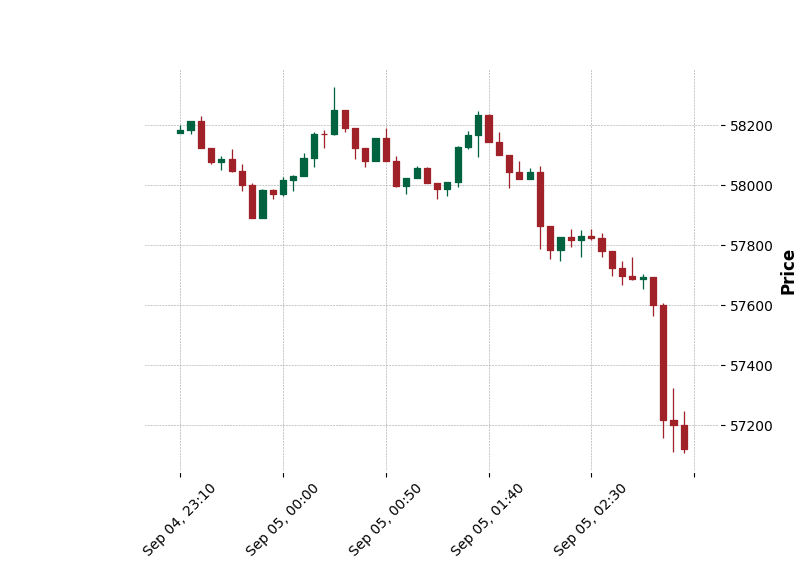 58200
58000
57800
57600
57400
57200
Price
Sep 04, 23:10
Sep 05, 00:00
Sep 05, 00:50
Sep 05, 01:40
Sep 05, 02:30